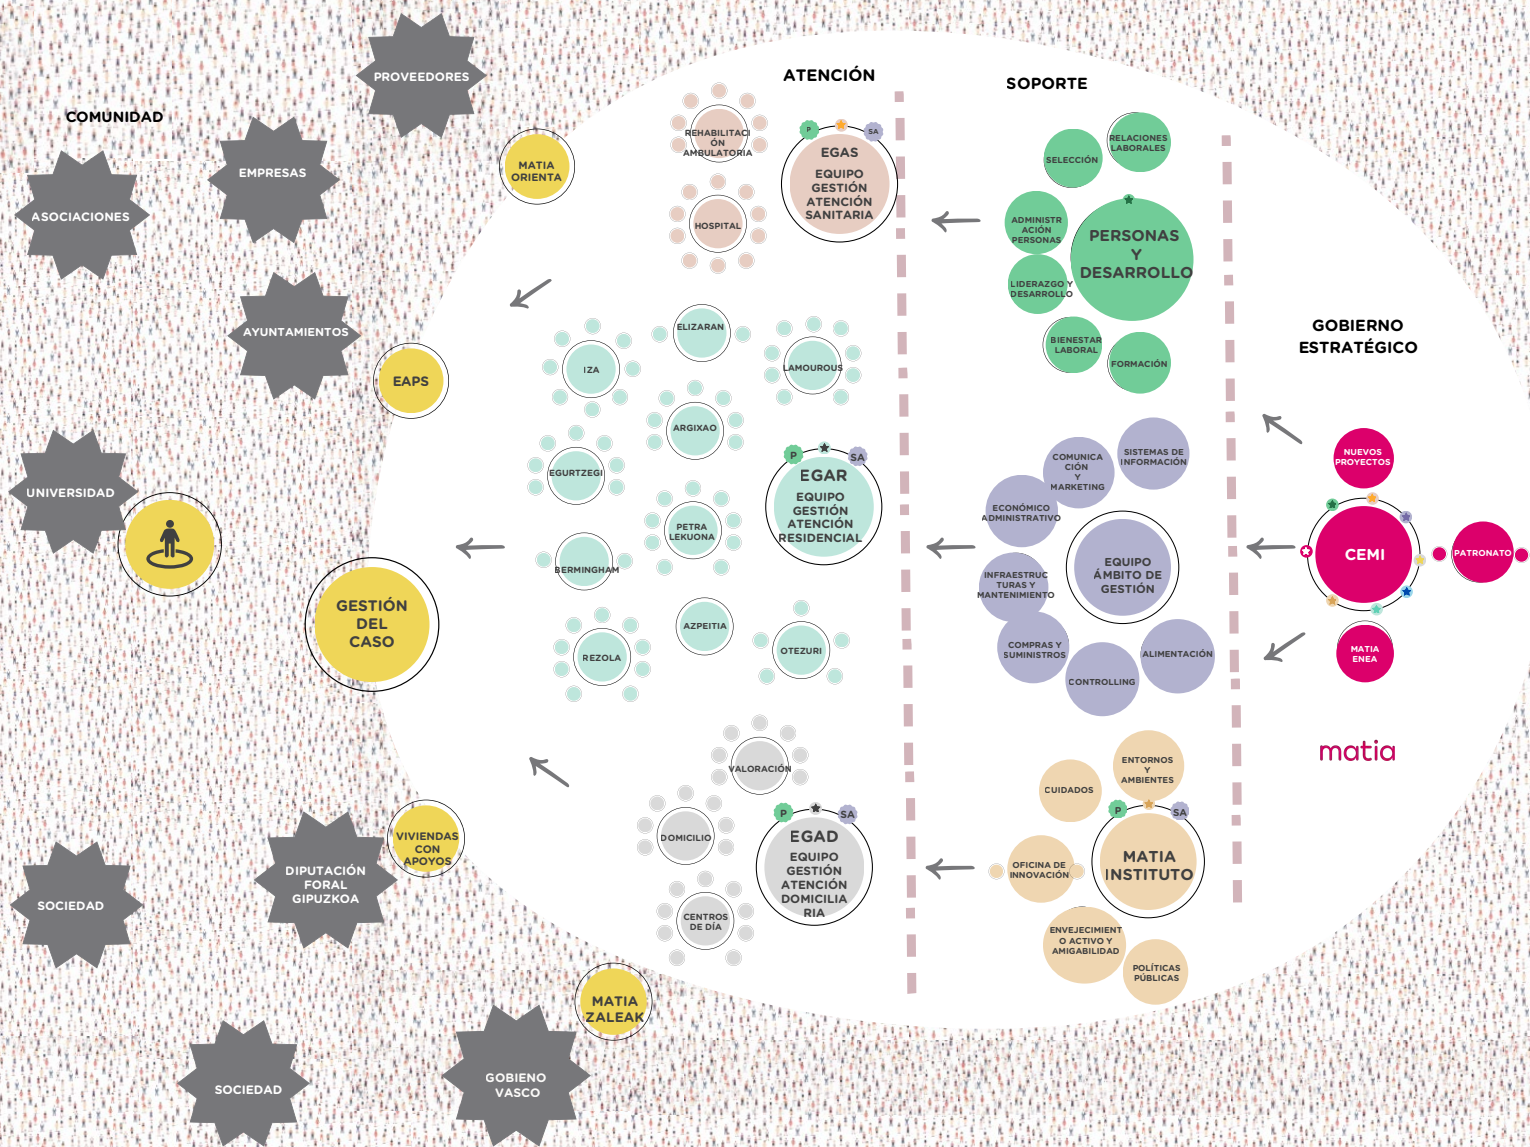 PROVEEDORES
COMUNIDAD
EMPRESAS
ASOCIACIONES
AYUNTAMIENTOS
UNIVERSIDAD
SOCIEDAD
DIPUTACIÓN
FORAL
GIPUZKOA
SOCIEDAD
GOBIENO
VASCO
MATIA
ORIENTA
EAPS
GESTIÓN
DEL
CASO
VIVIENDAS
CON
APOYOS
MATIA
ZALEAK
ATENCIÓN
REHABILITACI
ÓN
AMBULATORIA
HOSPITAL
P
SA
EGAS
EQUIPO
GESTIÓN
ATENCIÓN
SANITARIA
ELIZARAN
IZA
LAMOUROUS
ARGIXAO
EGURTZEGI
PETRA
LEKUONA
BERMINGHAM
AZPEITIA
REZOLA
OTEZURI
P
SA
EGAR
EQUIPO
GESTIÓN
ATENCIÓN
RESIDENCIAL
VALORACIÓN
DOMICILIO
CENTROS
DE DÍA
P
SA
EGAD
EQUIPO
GESTIÓN
ATENCIÓN
DOMICILIA
RIA
SOPORTE
RELACIONES
LABORALES
SELECCIÓN
ADMINISTR
ACIÓN
PERSONAS
PERSONAS
Y
DESARROLLO
LIDERAZGO Y
DESARROLLO
BIENESTAR
LABORAL
FORMACIÓN
COMUNICA
CIÓN
Y
MARKETING
SISTEMAS DE
INFORMACIÓN
ECONÓMICO
ADMINISTRATIVO
EQUIPO
ÁMBITO DE
GESTIÓN
INFRAESTRUC
TURAS Y
MANTENIMIENTO
COMPRAS Y
SUMINISTROS
CONTROLLING
ALIMENTACIÓN
ENTORNOS
Y
AMBIENTES
CUIDADOS
P
SA
MATIA
INSTITUTO
OFICINA DE
INNOVACIÓN
ENVEJECIMIENT
O ACTIVO Y
AMIGABILIDAD
POLÍTICAS
PÚBLICAS
GOBIERNO
ESTRATÉGICO
NUEVOS
PROYECTOS
CEMI
PATRONATO
MATIA
ENEA
matia